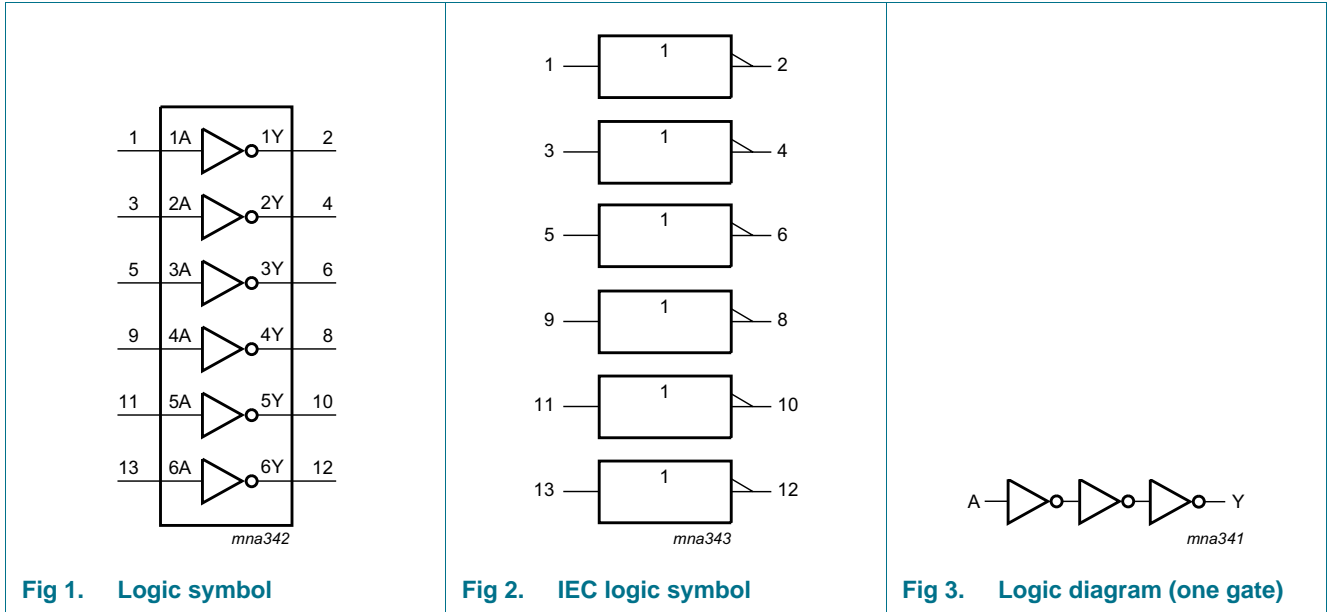 1 1A 1Y 2
3 2A 2Y 4
5 3A 3Y 6
9 4A 4Y 8
11 5A 5Y 10
13 6A 6Y 12
mna342
Fig 1. Logic symbol
1 1 2
3 1 4
5 1 6
9 1 8
11 1 10
13 1 12
mna343
Fig 2. IEC logic symbol
A Y
mna341
Fig 3. Logic diagram (one gate)